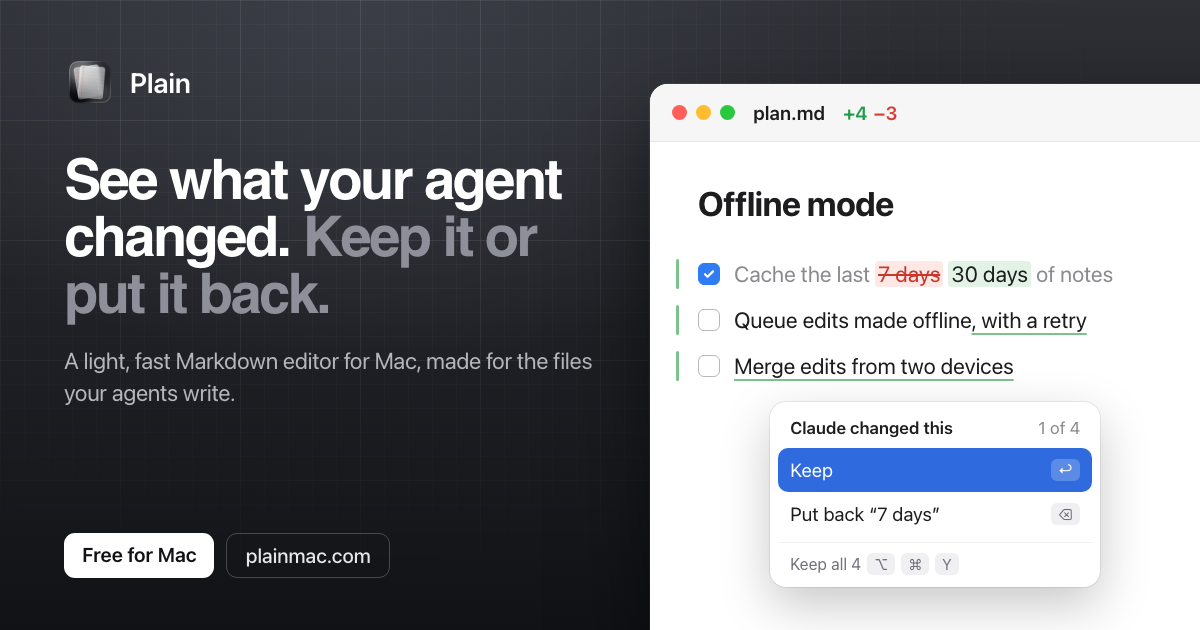 Plain
See what your agent
changed. Keep it or
put it back.
A light, fast Markdown editor for Mac, made for the files
your agents write.
Free for Mac
plainmac.com
plan.md +4 −3
Offline mode
Cache the last 7 days 30 days of notes
Queue edits made offline, with a retry
Merge edits from two devices
Claude changed this 1 of 4
Keep ↩
Put back “7 days” ⌫
Keep all 4 ⌥ ⌘ Y